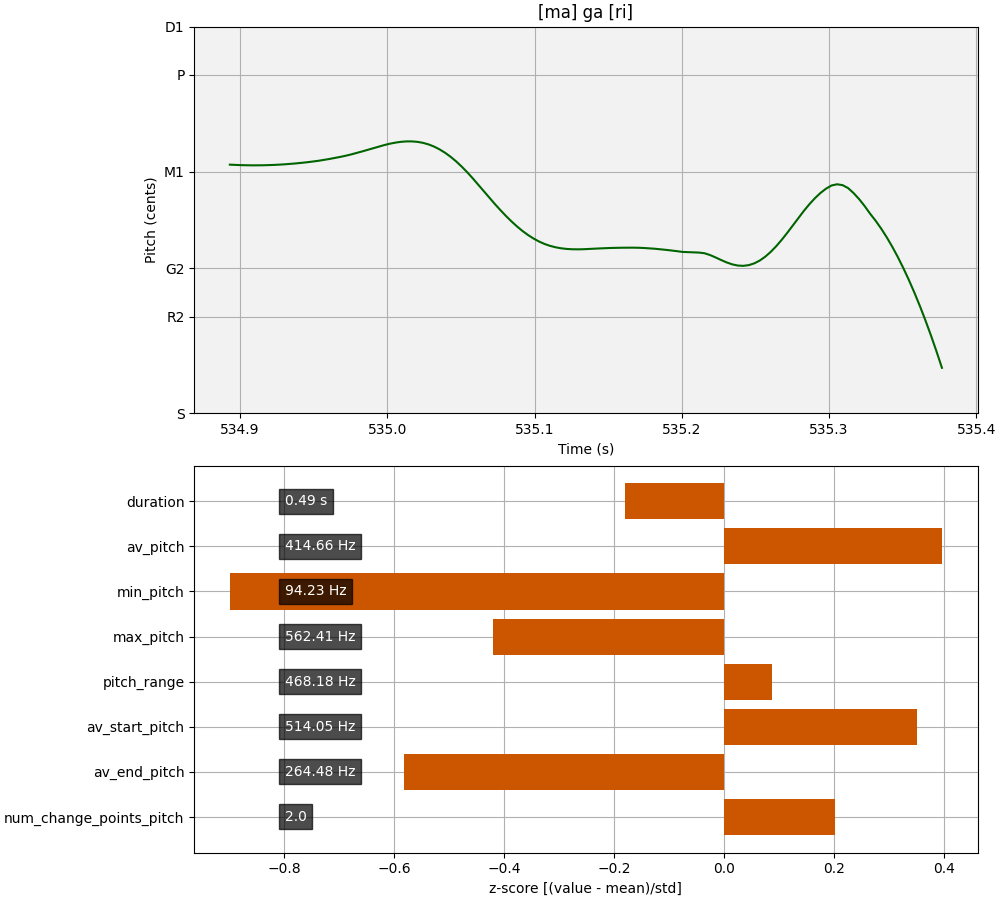 [ma] ga [ri]
D1
P
M1
G2
R2
S
Pitch (cents)
534.9 535.0 535.1 535.2 535.3 535.4
Time (s)
duration 0.49 s
av_pitch 414.66 Hz
min_pitch 94.23 Hz
max_pitch 562.41 Hz
pitch_range 468.18 Hz
av_start_pitch 514.05 Hz
av_end_pitch 264.48 Hz
num_change_points_pitch 2.0
−0.8 −0.6 −0.4 −0.2 0.0 0.2 0.4
z-score [(value - mean)/std]